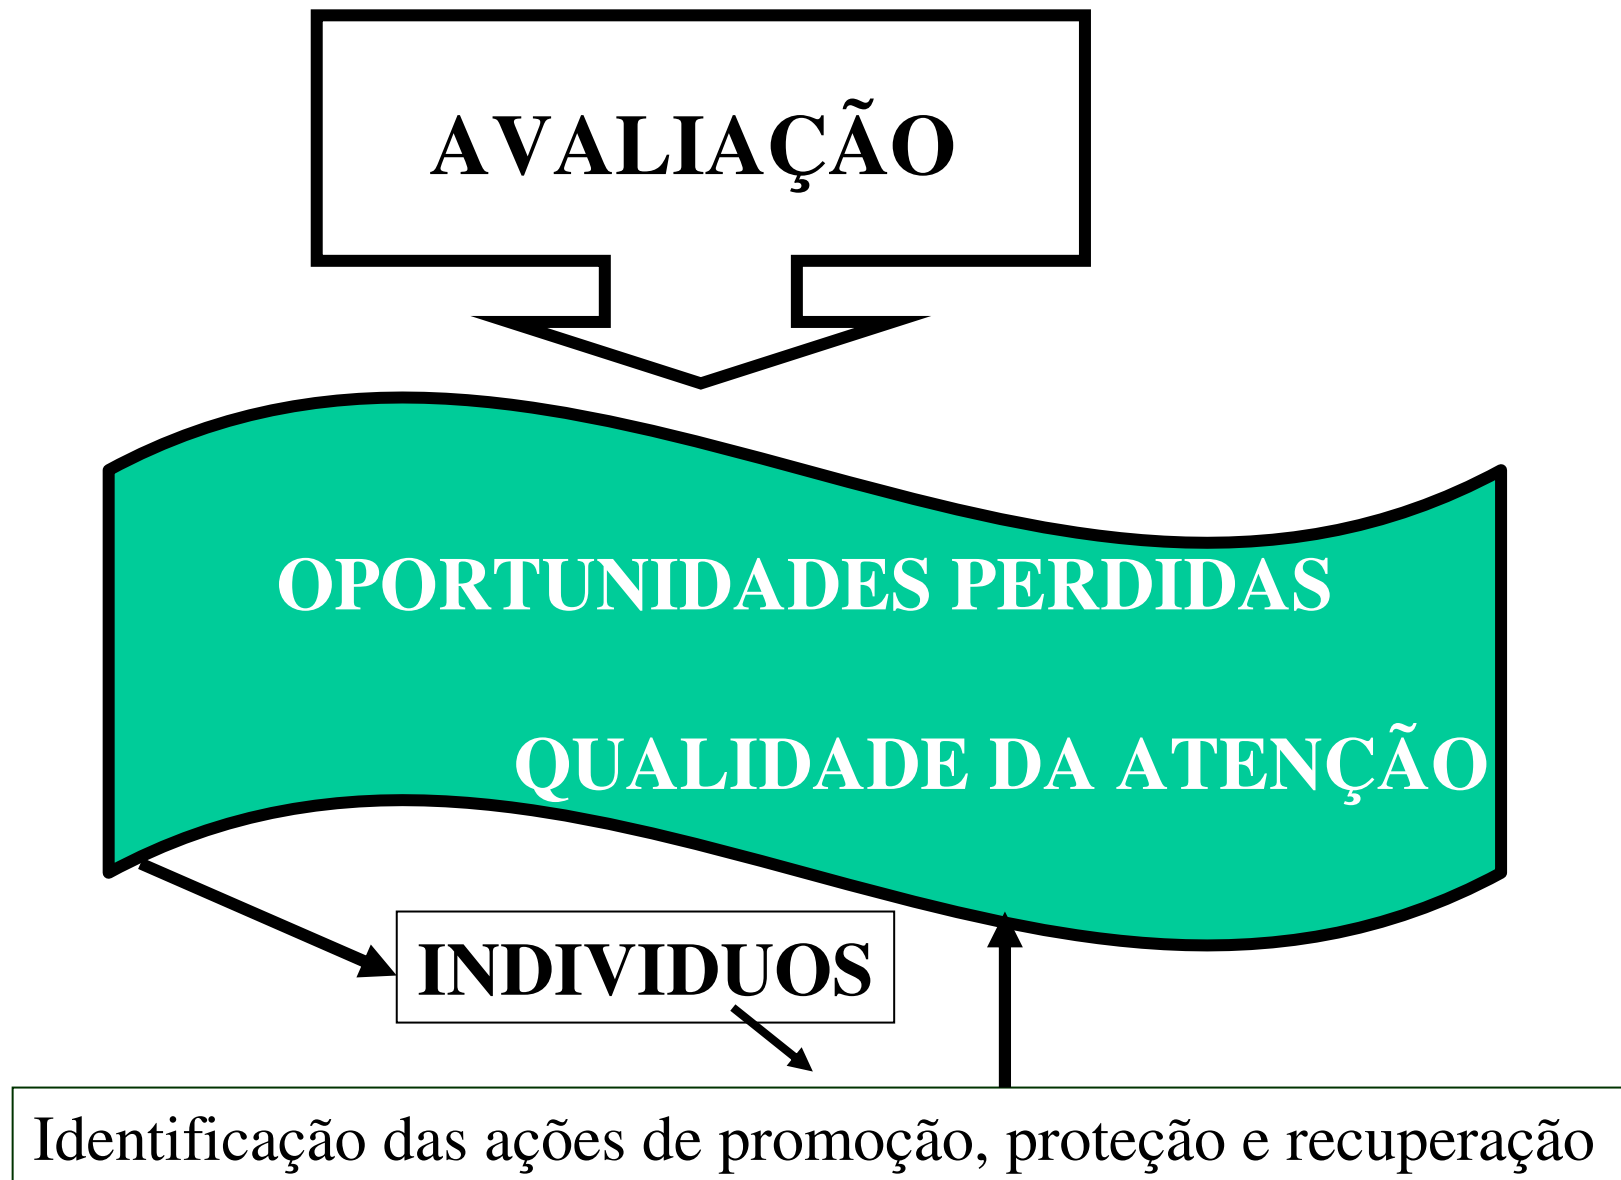 AVALIAÇÃO
OPORTUNIDADES PERDIDAS
QUALIDADE DA ATENÇÃO
INDIVIDUOS
Identificação das ações de promoção, proteção e recuperação